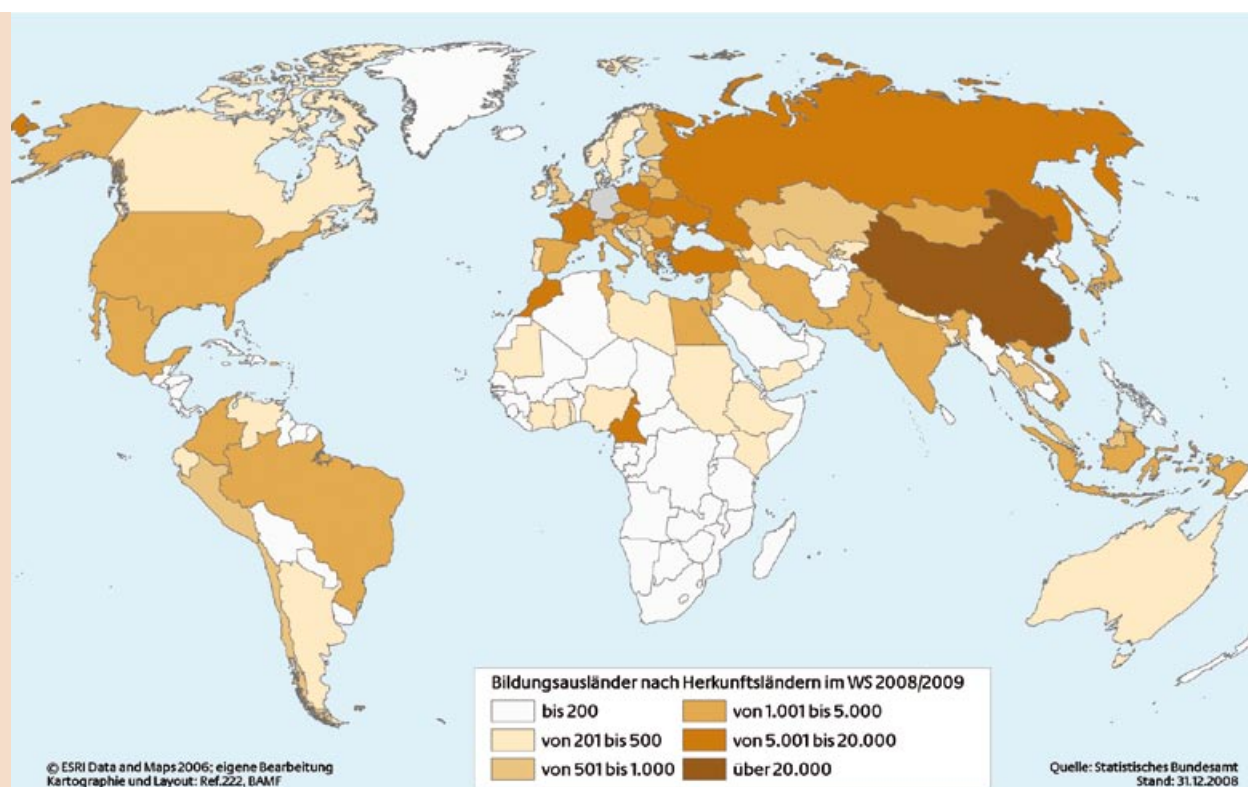 Bildungsausländer nach Herkunftsländern im WS 2008/2009
bis 200
von 1.001 bis 5.000
von 201 bis 500
von 5.001 bis 20.000
von 501 bis 1.000
über 20.000
© ESRI Data and Maps 2006; eigene Bearbeitung
Kartographie und Layout: Ref.222, BAMF
Quelle: Statistisches Bundesamt
Stand: 31.12.2008